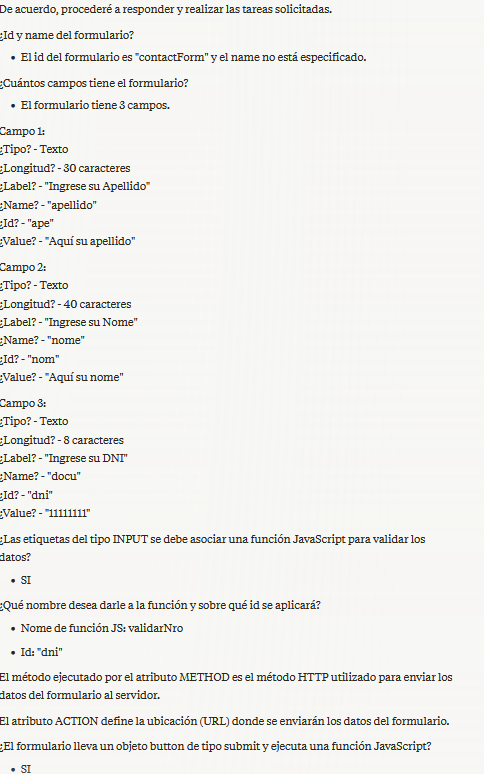 De acuerdo, procederé a responder y realizar las tareas solicitadas.
¿Id y name del formulario?
• El id del formulario es "contactForm" y el name no está especificado.
¿Cuántos campos tiene el formulario?
• El formulario tiene 3 campos.
Campo 1:
¿Tipo? - Texto
¿Longitud? - 30 caracteres
¿Label? - "Ingrese su Apellido"
¿Name? - "apellido"
¿Id? - "ape"
¿Value? - "Aquí su apellido"
Campo 2:
¿Tipo? - Texto
¿Longitud? - 40 caracteres
¿Label? - "Ingrese su Nombre"
¿Name? - "nombre"
¿Id? - "nom"
¿Value? - "Aquí su nombre"
Campo 3:
¿Tipo? - Texto
¿Longitud? - 8 caracteres
¿Label? - "Ingrese su DNI"
¿Name? - "docu"
¿Id? - "dni"
¿Value? - "11111111"
¿Las etiquetas del tipo INPUT se debe asociar una función JavaScript para validar los
datos?
• SI
¿Qué nombre desea darle a la función y sobre qué id se aplicará?
• Nombre de función JS: validarNro
• Id: "dni"
El método ejecutado por el atributo METHOD es el método HTTP utilizado para enviar los
datos del formulario al servidor.
El atributo ACTION define la ubicación (URL) donde se enviarán los datos del formulario.
¿El formulario lleva un objeto button de tipo submit y ejecuta una función JavaScript?
• SI